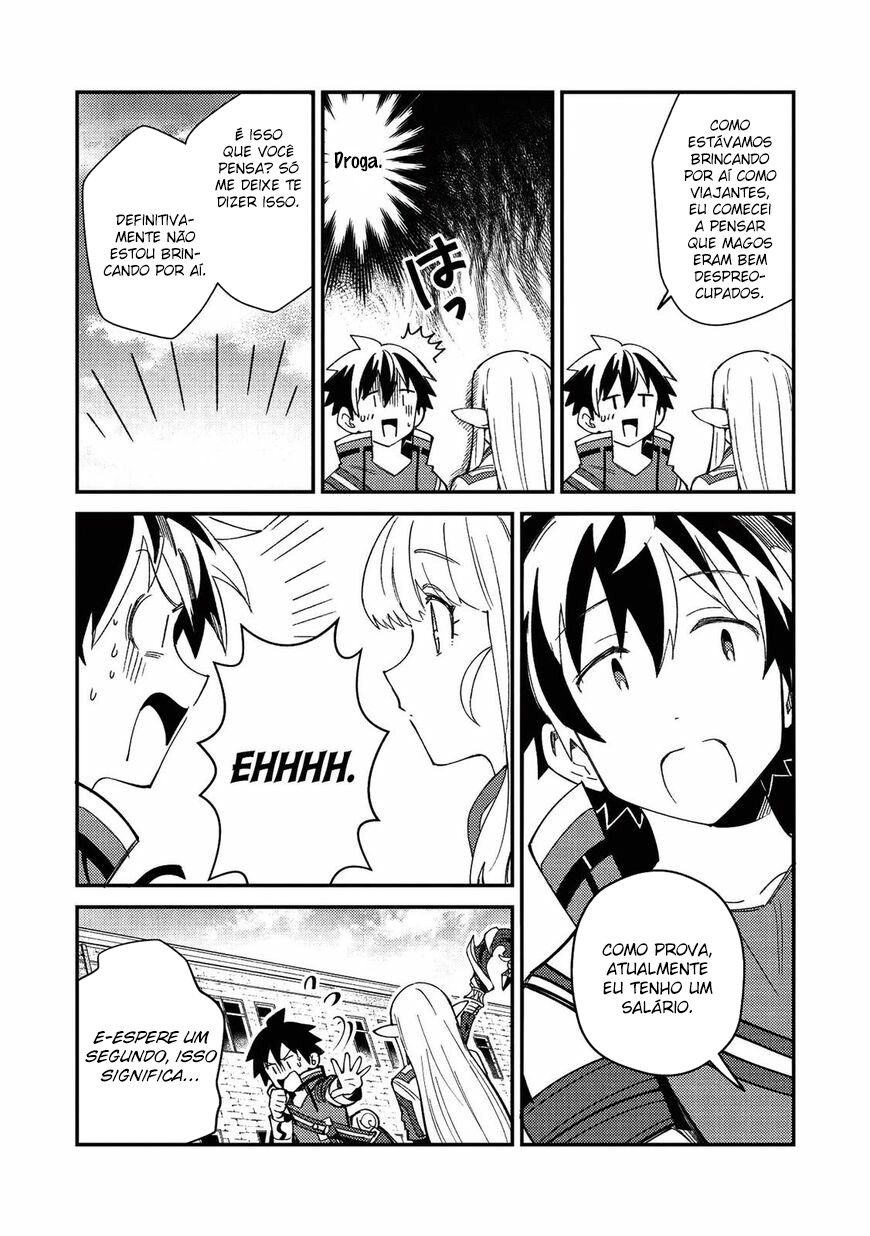 COMO
ESTÁVAMOS
BRINCANDO
POR AÍ COMO
VIAJANTES,
EU COMECEI
A PENSAR
QUE MAGOS
ERAM BEM
DESPREO-
CUPADOS.
Droga.
はっ
É ISSO
QUE VOCÊ
PENSA? SÓ
ME DEIXE TE
DIZER ISSO.
DEFINITIVA-
MENTE NÃO
ESTOU BRIN-
CANDO POR AÍ.
COMO PROVA,
ATUALMENTE
EU TENHO UM
SALÁRIO.
EHHHH.
E-ESPERE UM
SEGUNDO, ISSO
SIGNIFICA...